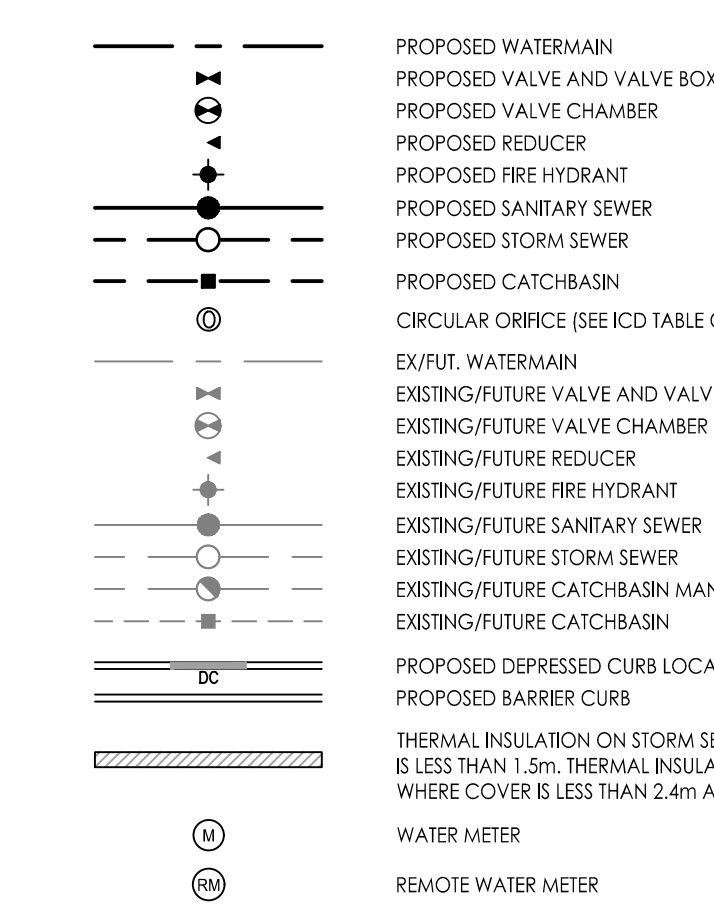 PROPOSED WATERMAIN
PROPOSED VALVE AND VALVE BOX
PROPOSED VALVE CHAMBER
PROPOSED REDUCER
PROPOSED FIRE HYDRANT
PROPOSED SANITARY SEWER
PROPOSED STORM SEWER
PROPOSED CATCHBASIN
O CIRCULAR ORIFICE (SEE ICD TABLE
EX/FUT. WATERMAIN
EXISTING/FUTURE VALVE AND VALV
EXISTING/FUTURE VALVE CHAMBER
EXISTING/FUTURE REDUCER
EXISTING/FUTURE FIRE HYDRANT
EXISTING/FUTURE SANITARY SEWER
EXISTING/FUTURE STORM SEWER
EXISTING/FUTURE CATCHBASIN MAN
EXISTING/FUTURE CATCHBASIN
PROPOSED DEPRESSED CURB LOCA
DC
PROPOSED BARRIER CURB
THERMAL INSULATION ON STORM SE
IS LESS THAN 1.5m. THERMAL INSULA
WHERE COVER IS LESS THAN 2.4m A
M WATER METER
RM REMOTE WATER METER